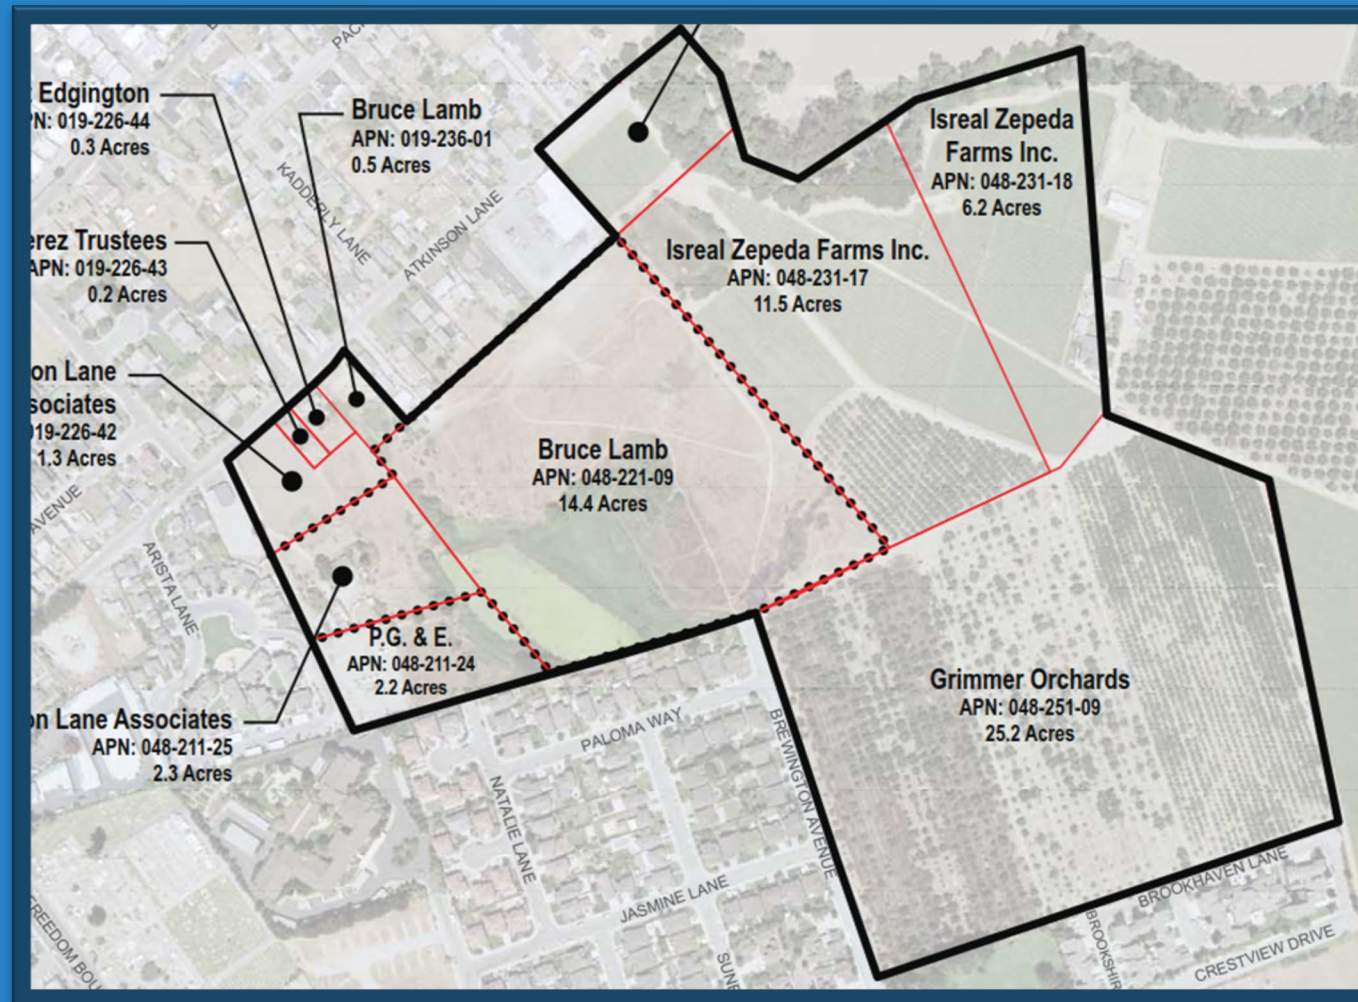 Edgington
019-226-44
0.3 Acres
Bruce Lamb
APN: 019-236-01
0.5 Acres
KADDERLY LANE
ATKINSON LANE
Isreal Zepeda
Farms Inc.
APN: 048-231-18
6.2 Acres
Trustees
APN: 019-226-43
0.2 Acres
Isreal Zepeda Farms Inc.
APN: 048-231-17
11.5 Acres
on Lane
sociates
019-226-42
1.3 Acres
Bruce Lamb
APN: 048-221-09
14.4 Acres
AVENUE
ARISTA LANE
P.G. & E.
APN: 048-211-24
2.2 Acres
on Lane Associates
APN: 048-211-25
2.3 Acres
Grimmer Orchards
APN: 048-251-09
25.2 Acres
PALOMA WAY
BREWINGTON AVENUE
NATALIE LANE
JASMINE LANE
BROOKHAVEN LANE
BROOKSHIR
CRESTVIEW DRIVE